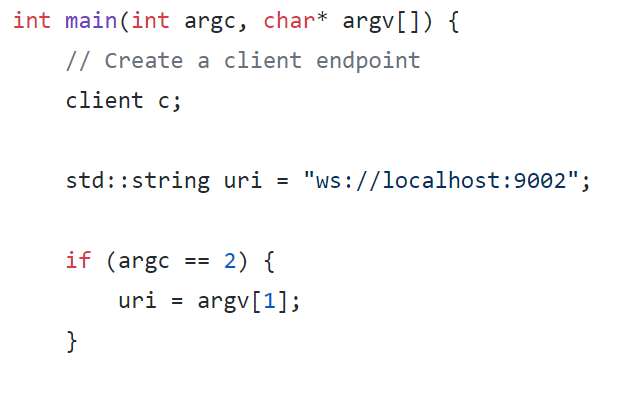 int main(int argc, char* argv[]) {
    // Create a client endpoint
    client c;
    std::string uri = "ws://localhost:9002";
    if (argc == 2) {
        uri = argv[1];
    }